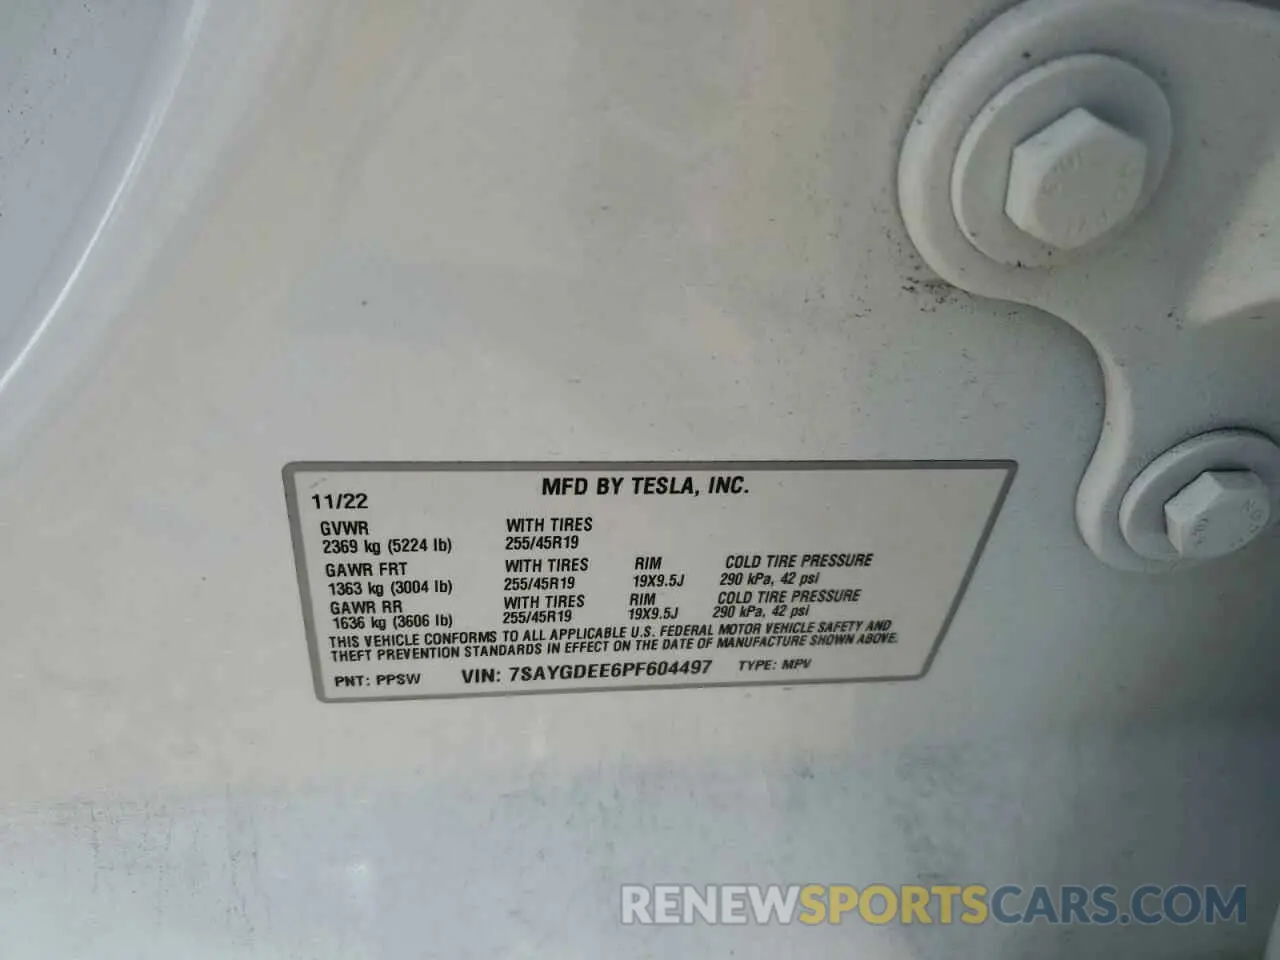 MFD BY TESLA, INC.
11/22
GVWR WITH TIRES
2369 kg (5224 lb) 255/45R19
GAWR FRT WITH TIRES RIM COLD TIRE PRESSURE
1363 kg (3004 lb) 255/45R19 19X9.5J 290 kPa, 42 psi
GAWR RR WITH TIRES RIM COLD TIRE PRESSURE
1636 kg (3606 lb) 255/45R19 19X9.5J 290 kPa, 42 psi
THIS VEHICLE CONFORMS TO ALL APPLICABLE U.S. FEDERAL MOTOR VEHICLE SAFETY AND
THEFT PREVENTION STANDARDS IN EFFECT ON THE DATE OF MANUFACTURE SHOWN ABOVE.
PNT: PPSW VIN: 7SAYGDEE6PF604497 TYPE: MPV
RENEWSPORTSCARS.COM